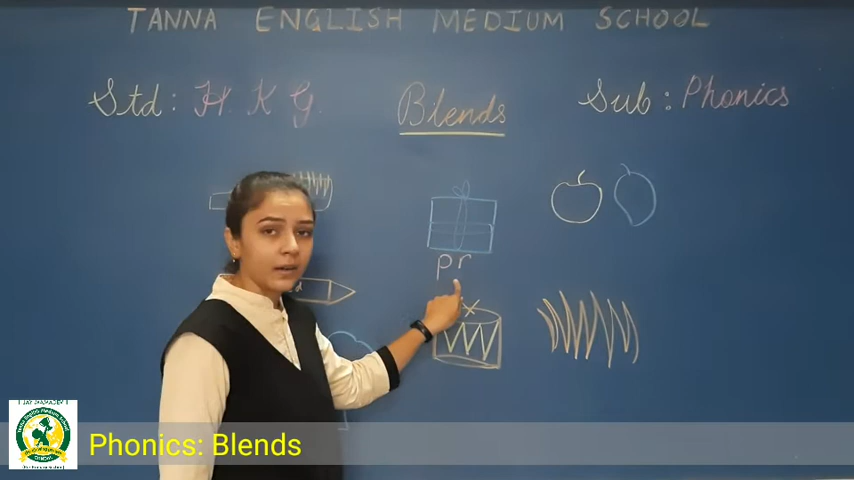 TANNA ENGLISH MEDIUM SCHOOL
Std : H K G
Blends
Sub : Phonics
pr
Phonics: Blends